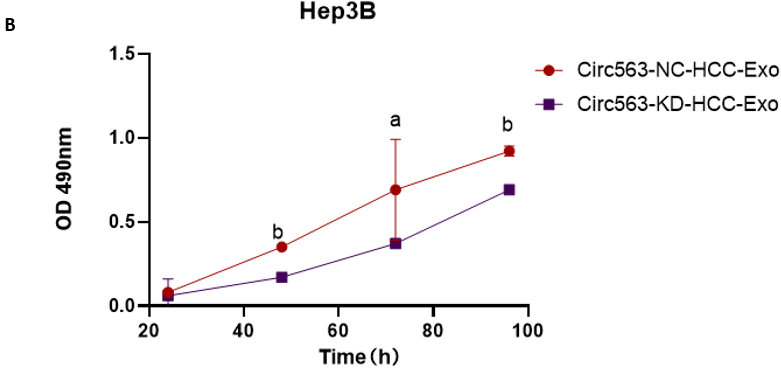 Hep3B
B
Circ563-NC-HCC-Exo
Circ563-KD-HCC-Exo
OD 490nm
1.5
1.0
0.5
0.0
b
a
b
20 40 60 80 100
Time(h)